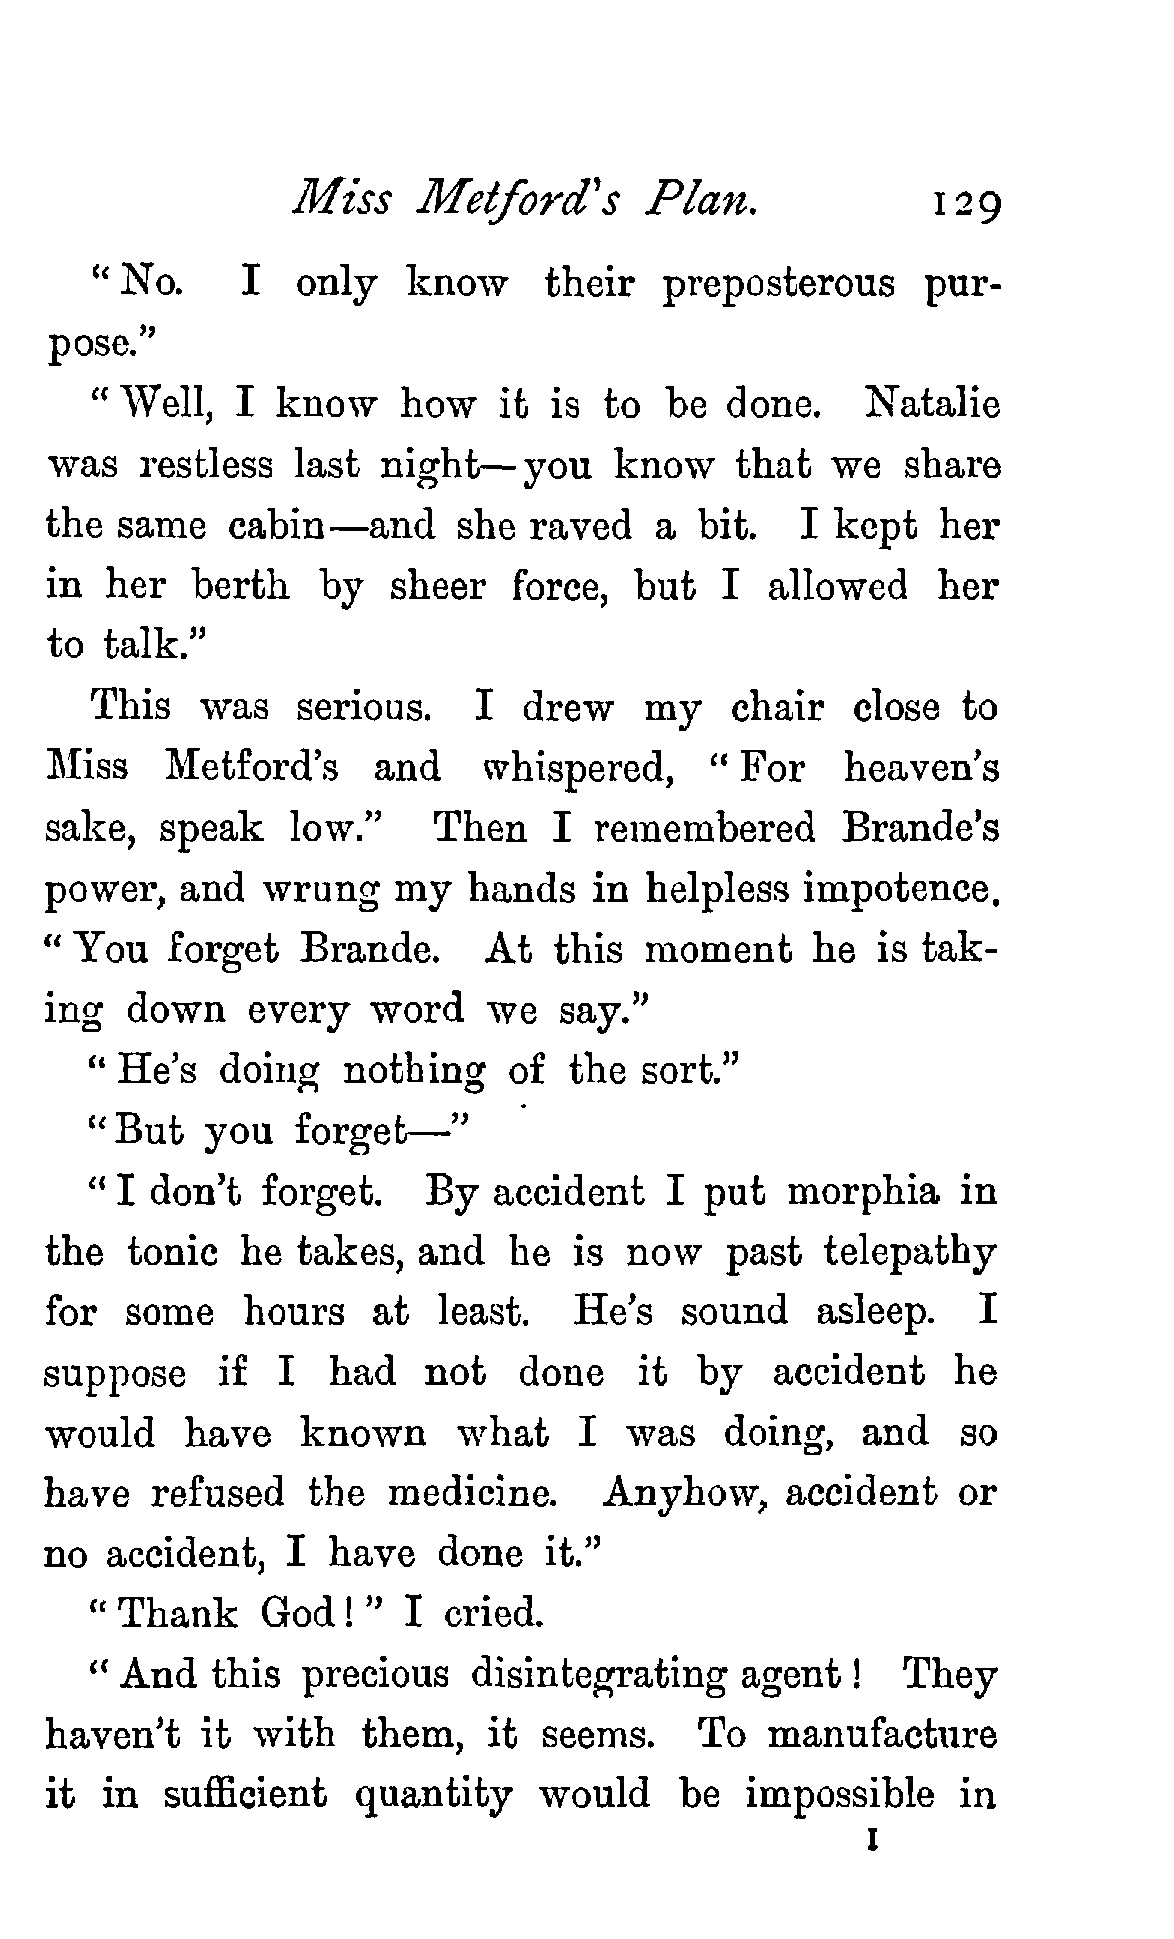 Miss Metford's Plan. 129
“ No. I only know their preposterous pur-
pose.”
“ Well, I know how it is to be done. Natalie
was restless last night—you know that we share
the same cabin—and she raved a bit. I kept her
in her berth by sheer force, but I allowed her
to talk.”
This was serious. I drew my chair close to
Miss Metford's and whispered, “ For heaven's
sake, speak low.” Then I remembered Brande's
power, and wrung my hands in helpless impotence.
“ You forget Brande. At this moment he is tak-
ing down every word we say.”
“ He's doing nothing of the sort.”
“ But you forget—”
“ I don't forget. By accident I put morphia in
the tonic he takes, and he is now past telepathy
for some hours at least. He's sound asleep. I
suppose if I had not done it by accident he
would have known what I was doing, and so
have refused the medicine. Anyhow, accident or
no accident, I have done it.”
“ Thank God! ” I cried.
“ And this precious disintegrating agent! They
haven't it with them, it seems. To manufacture
it in sufficient quantity would be impossible in
I